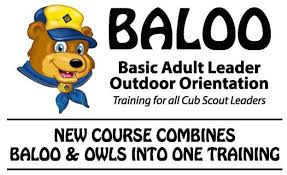 BALOO
Basic Adult Leader
Outdoor Orientation
Training for all Cub Scout Leaders
NEW COURSE COMBINES
BALOO & OWLS INTO ONE TRAINING